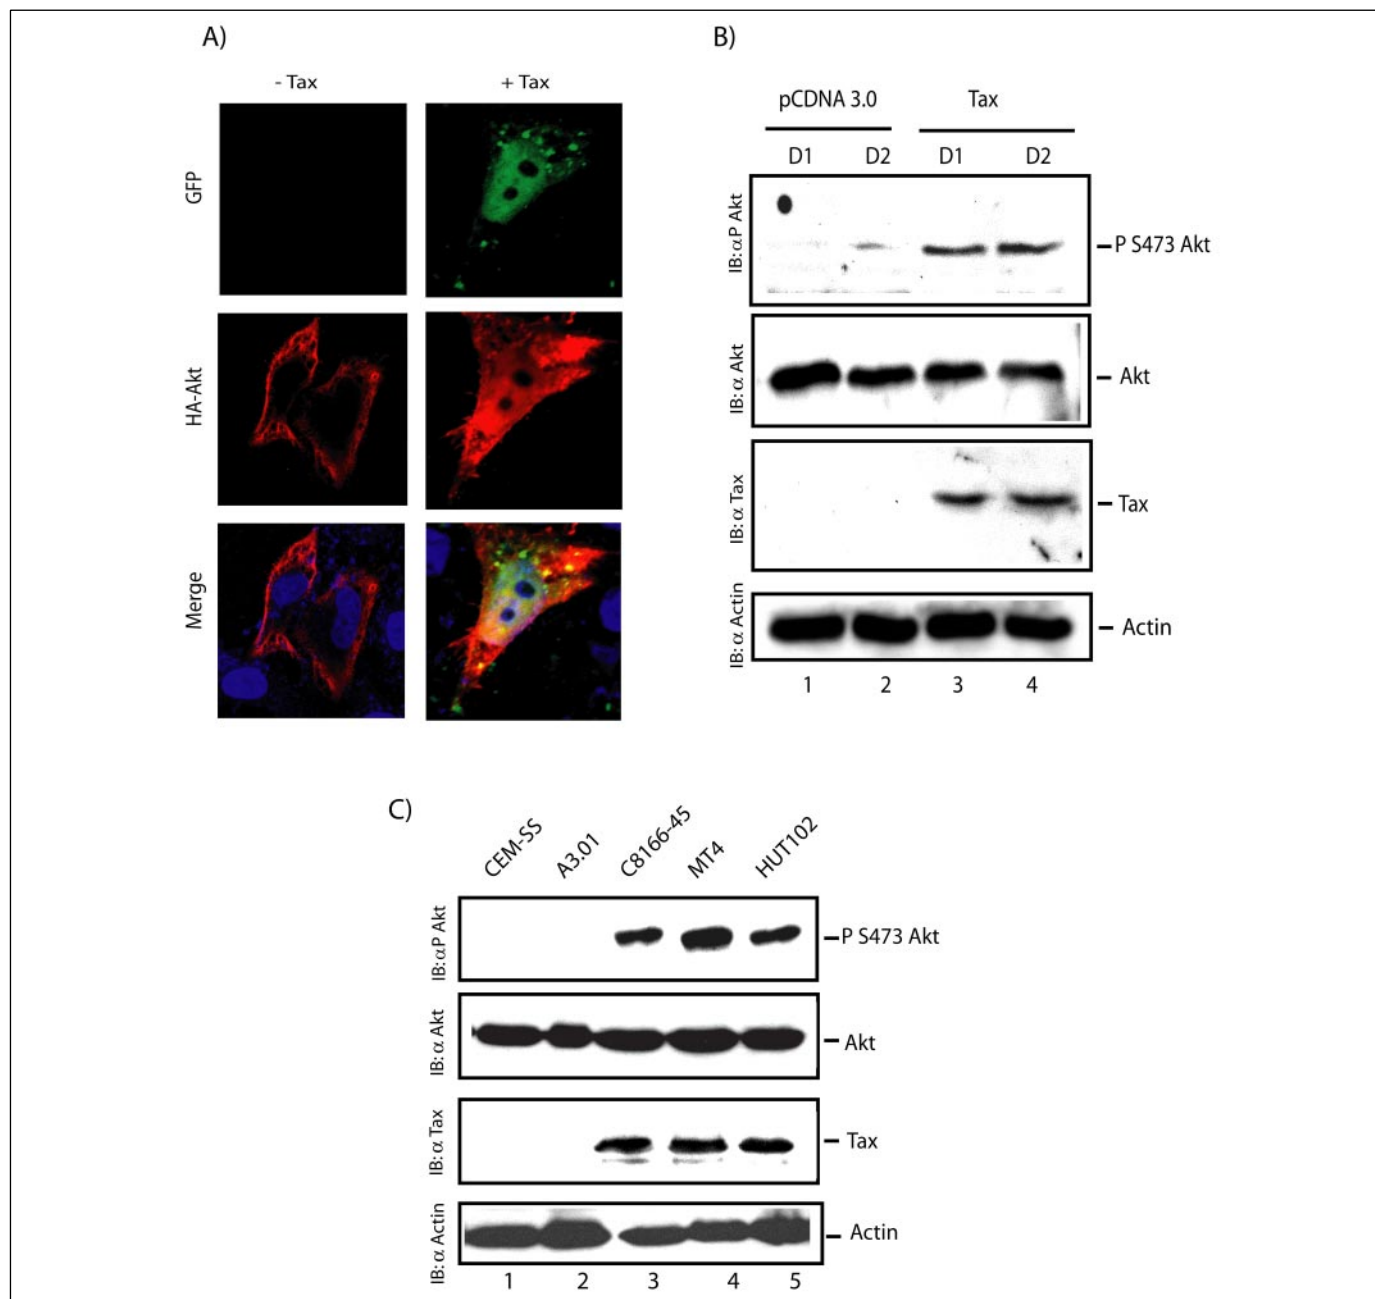 A)
- Tax
+ Tax
GFP
HA-Akt
Merge
B)
pCDNA 3.0
Tax
D1
D2
D1
D2
IB: αP Akt
P S473 Akt
IB: α Akt
Akt
IB: α Tax
Tax
IB: α Actin
Actin
1
2
3
4
C)
CEM-SS
A3.01
C8166-45
MT4
HUT102
IB: αP Akt
P S473 Akt
IB: α Akt
Akt
IB: α Tax
Tax
IB: α Actin
Actin
1
2
3
4
5